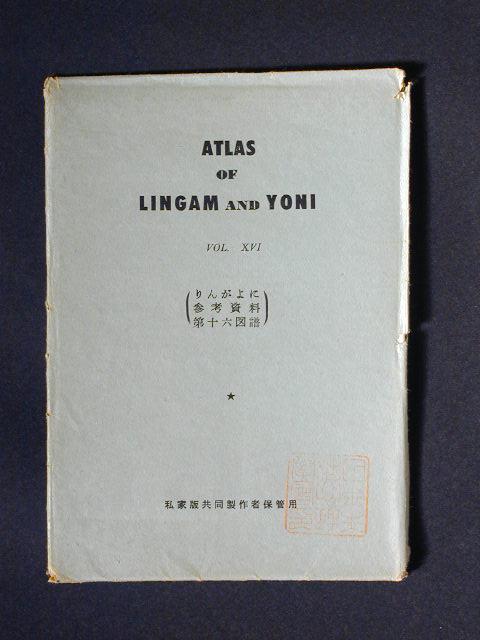 ATLAS
OF
LINGAM AND YONI
VOL. XVI
りんがよに
参考資料
第十六図譜
私家版共同製作者保管用